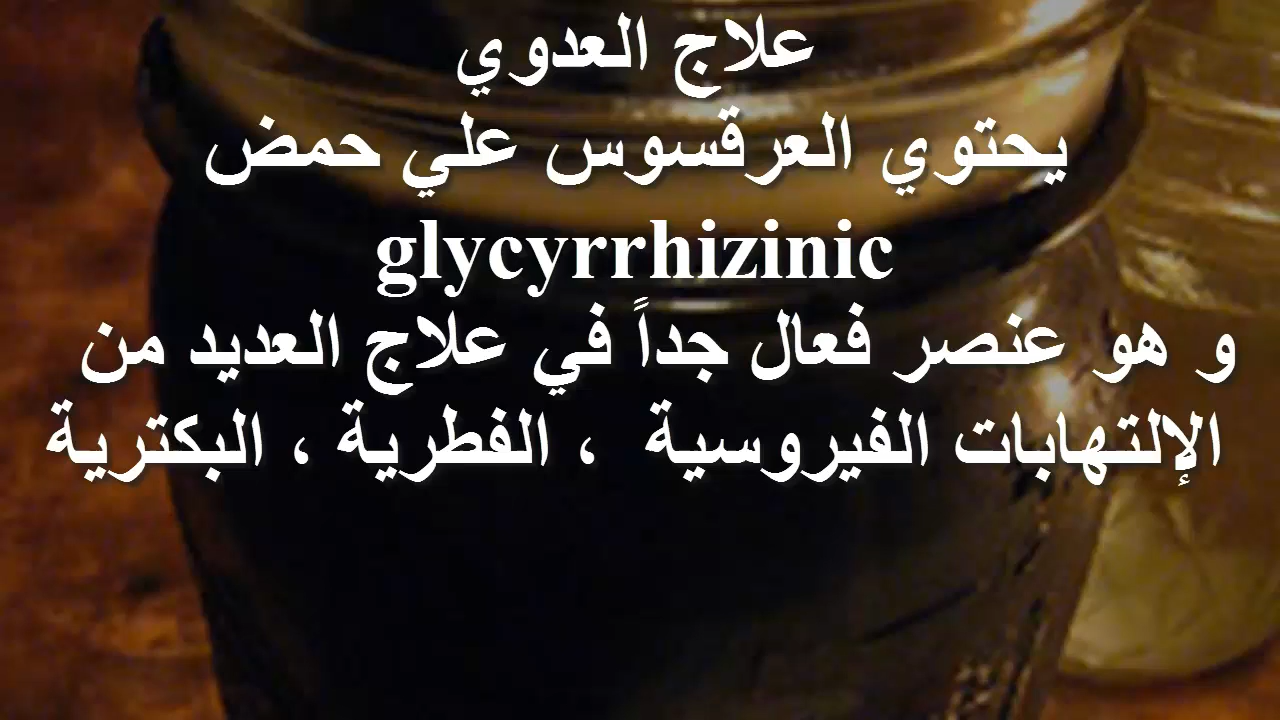 علاج العدوي
يحتوي العرقسوس علي حمض
glycyrrhizinic
و هو عنصر فعال جداً في علاج العديد من
الإلتهابات الفيروسية ، الفطرية ، البكترية